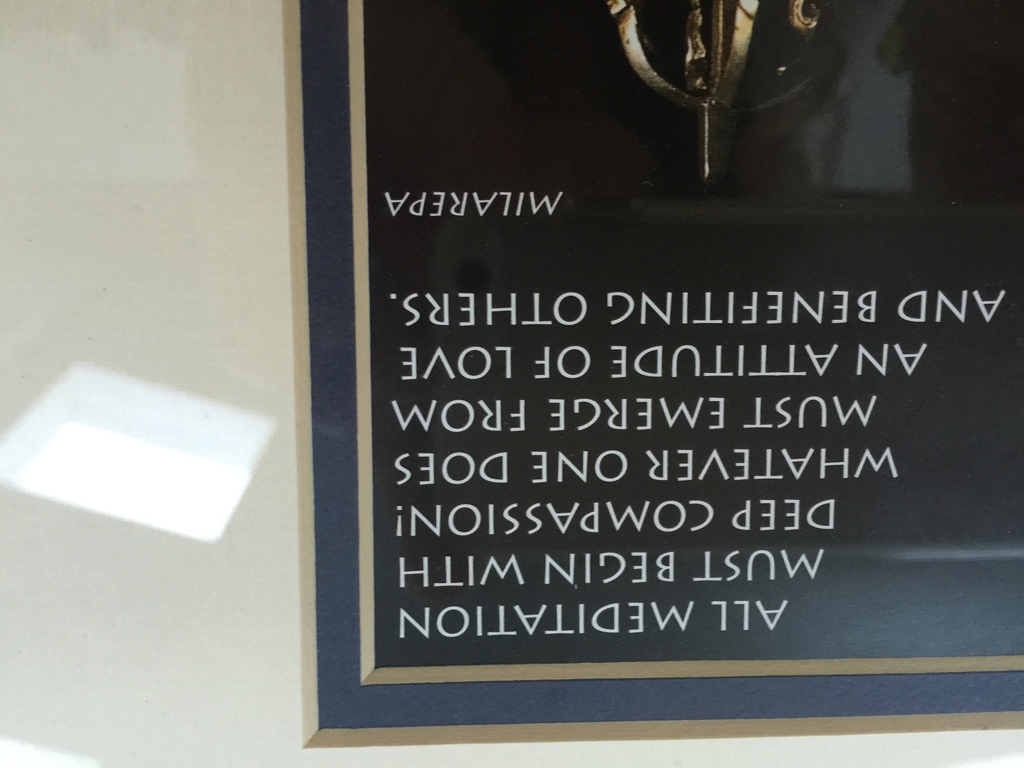 ALL MEDITATION
MUST BEGIN WITH
DEEP COMPASSION!
WHATEVER ONE DOES
MUST EMERGE FROM
AN ATTITUDE OF LOVE
AND BENEFITING OTHERS.
MILAREPA